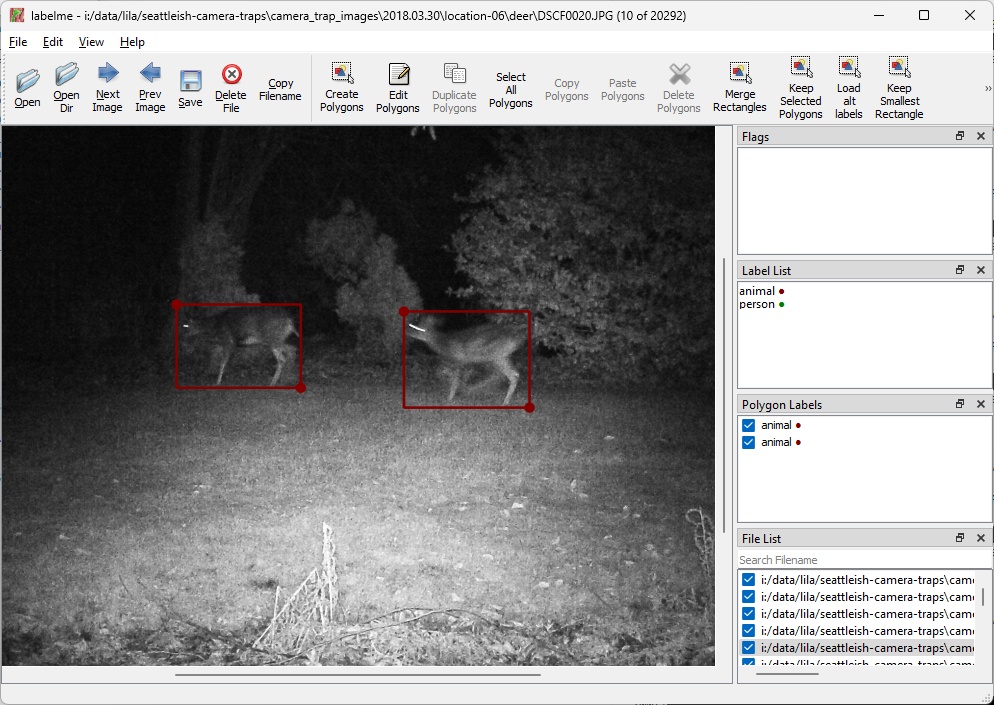 labelme - i:/data/lila/seattleish-camera-traps\camera_trap_images\2018.03.30\location-06\deer\DSCF0020.JPG (10 of 20292)
File Edit View Help
Open
Open Dir
Next Image
Prev Image
Save
Delete File
Copy Filename
Create Polygons
Edit Polygons
Duplicate Polygons
Select All Polygons
Copy Polygons
Paste Polygons
Delete Polygons
Merge Rectangles
Keep Selected Polygons
Load alt labels
Keep Smallest Rectangle
»
Flags
Label List
animal
person
Polygon Labels
animal
animal
File List
Search Filename
i:/data/lila/seattleish-camera-traps\came
i:/data/lila/seattleish-camera-traps\came
i:/data/lila/seattleish-camera-traps\came
i:/data/lila/seattleish-camera-traps\came
i:/data/lila/seattleish-camera-traps\came